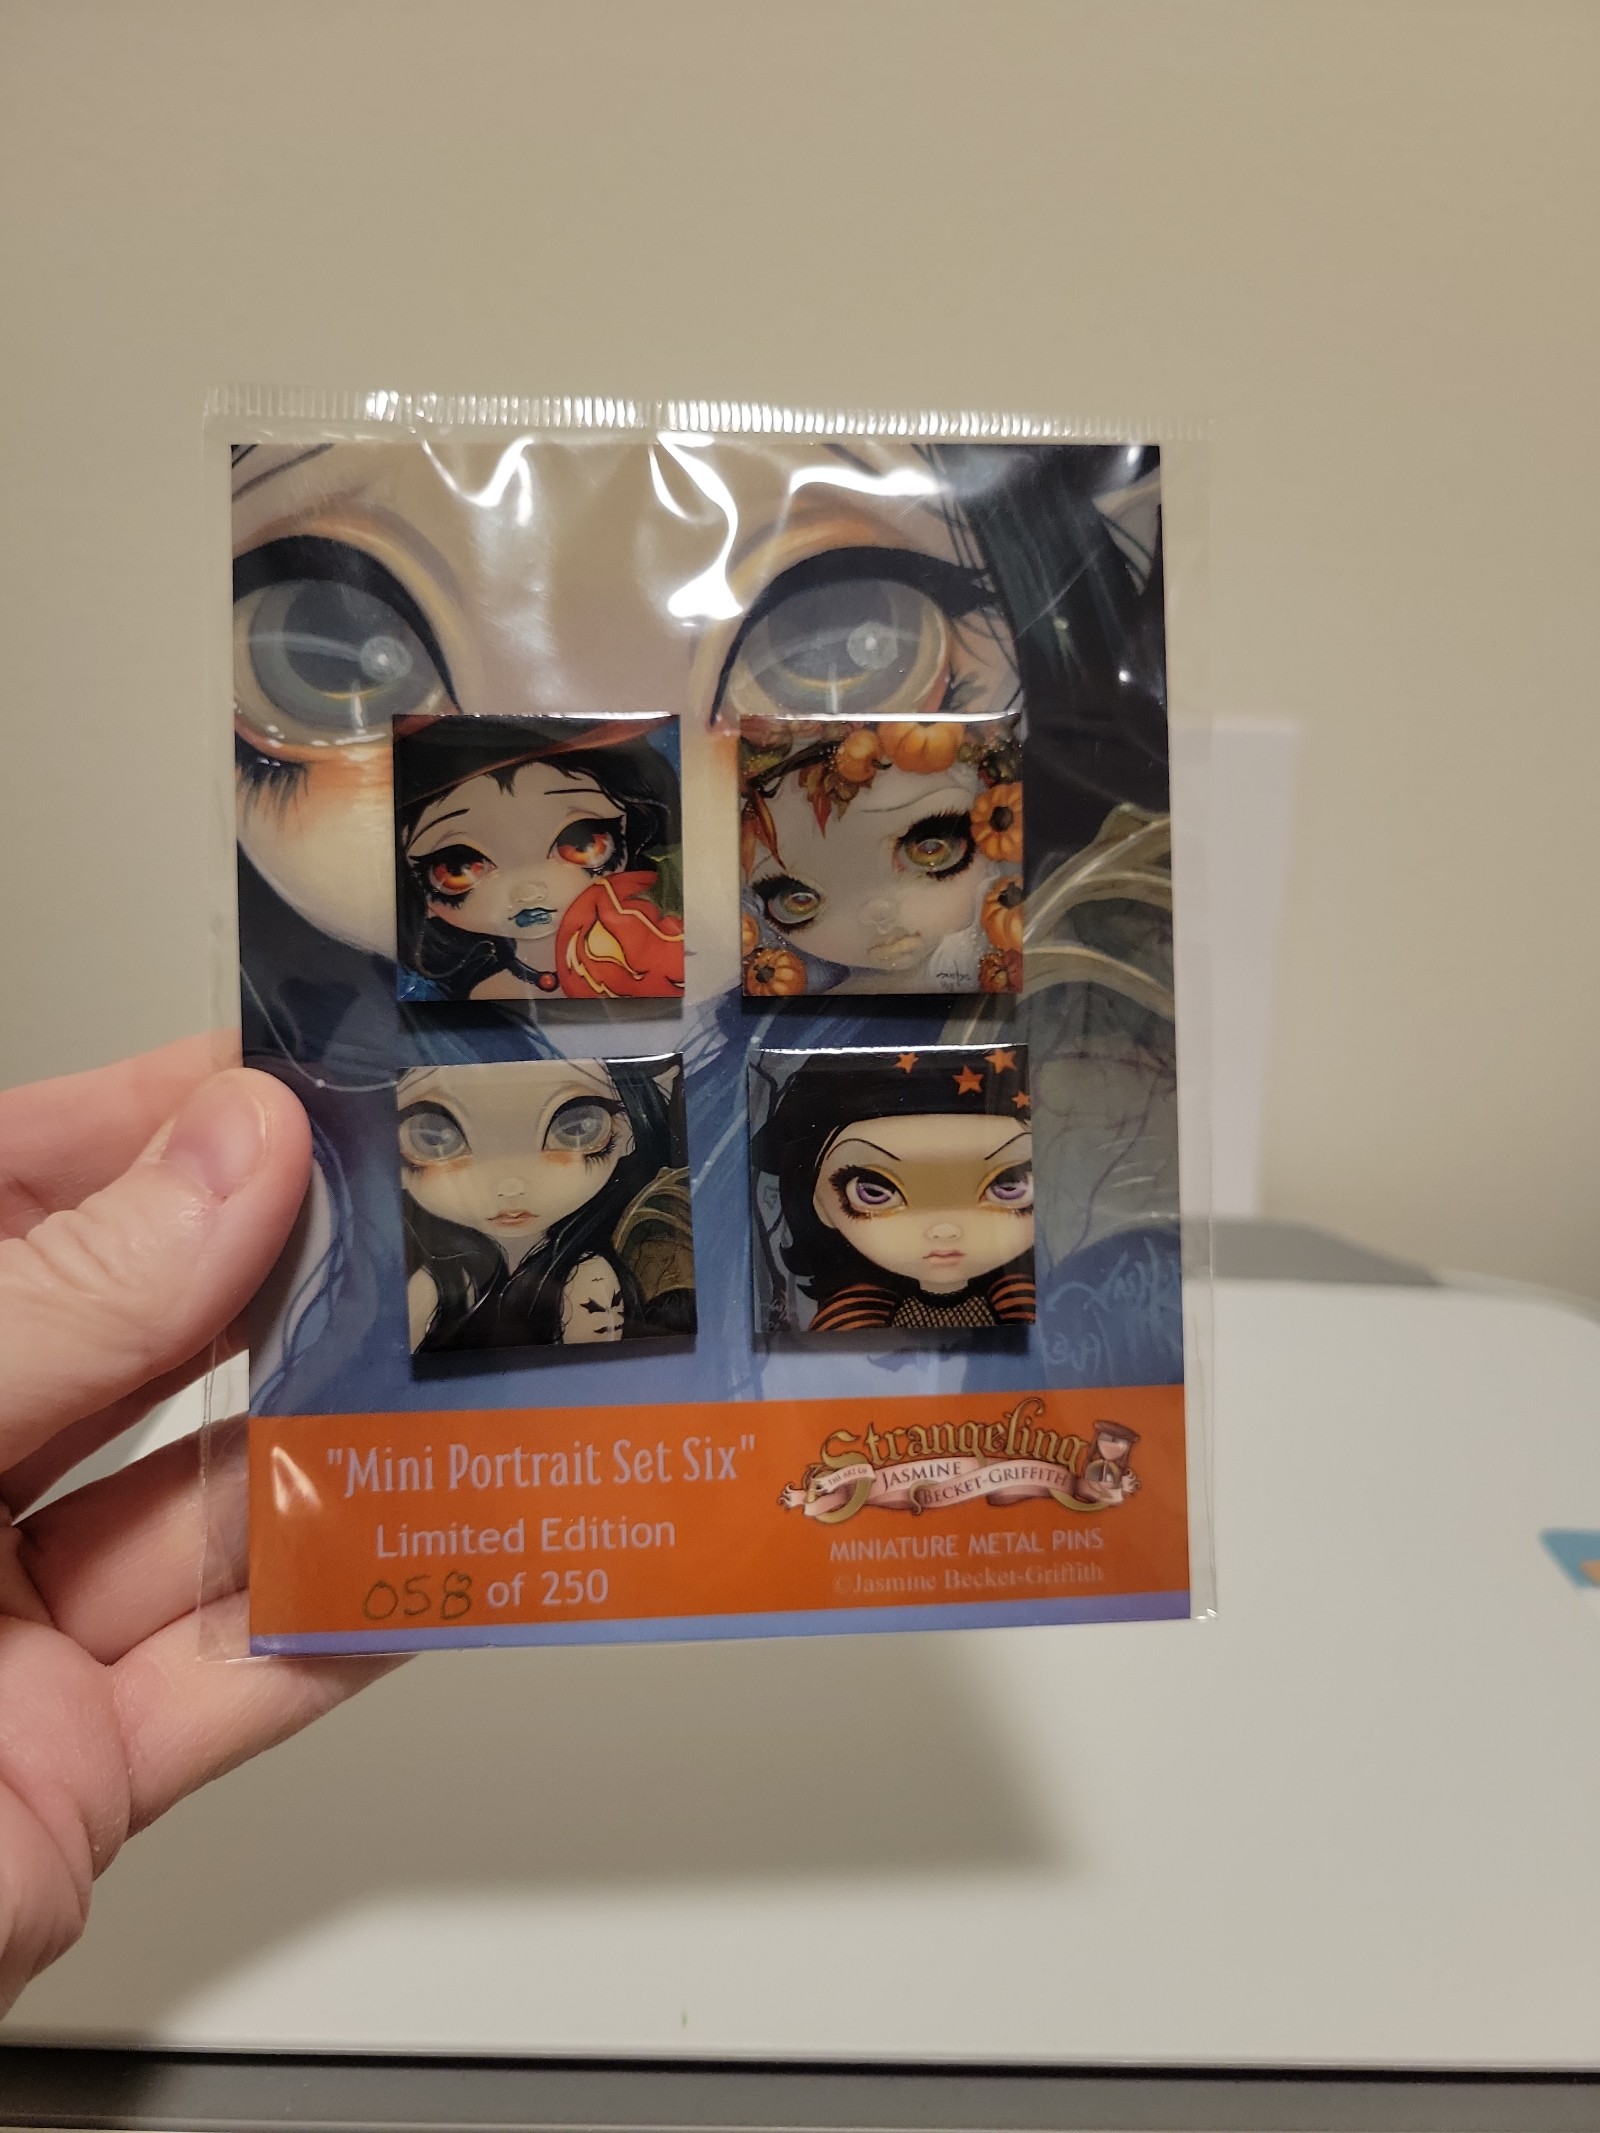 "Mini Portrait Set Six"
Limited Edition
058 of 250
Strangeling
THE ART OF
JASMINE
BECKET-GRIFFITH
MINIATURE METAL PINS
©Jasmine Becket-Griffith